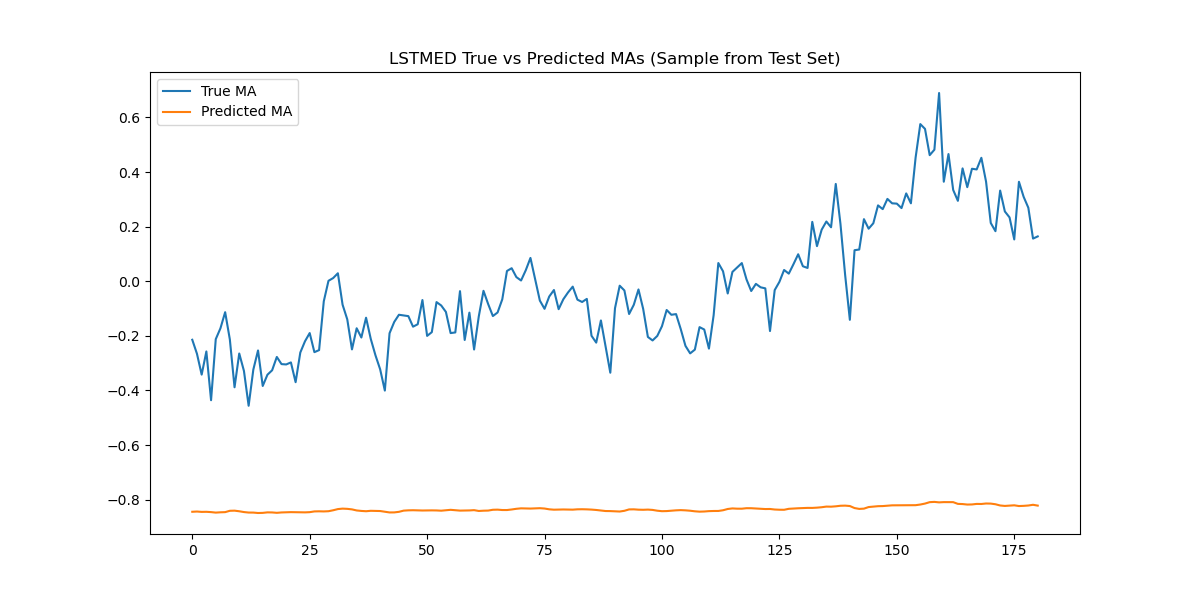 LSTMED True vs Predicted MAs (Sample from Test Set)
True MA
Predicted MA
0.6
0.4
0.2
0.0
−0.2
−0.4
−0.6
−0.8
0 25 50 75 100 125 150 175